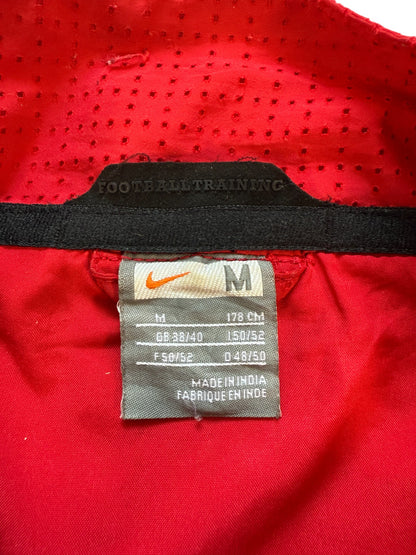 FOOTBALL TRAINING
M
M 178 CM
GB 38/40 I 50/52
F 50/52 D 48/50
MADE IN INDIA
FABRIQUE EN INDE